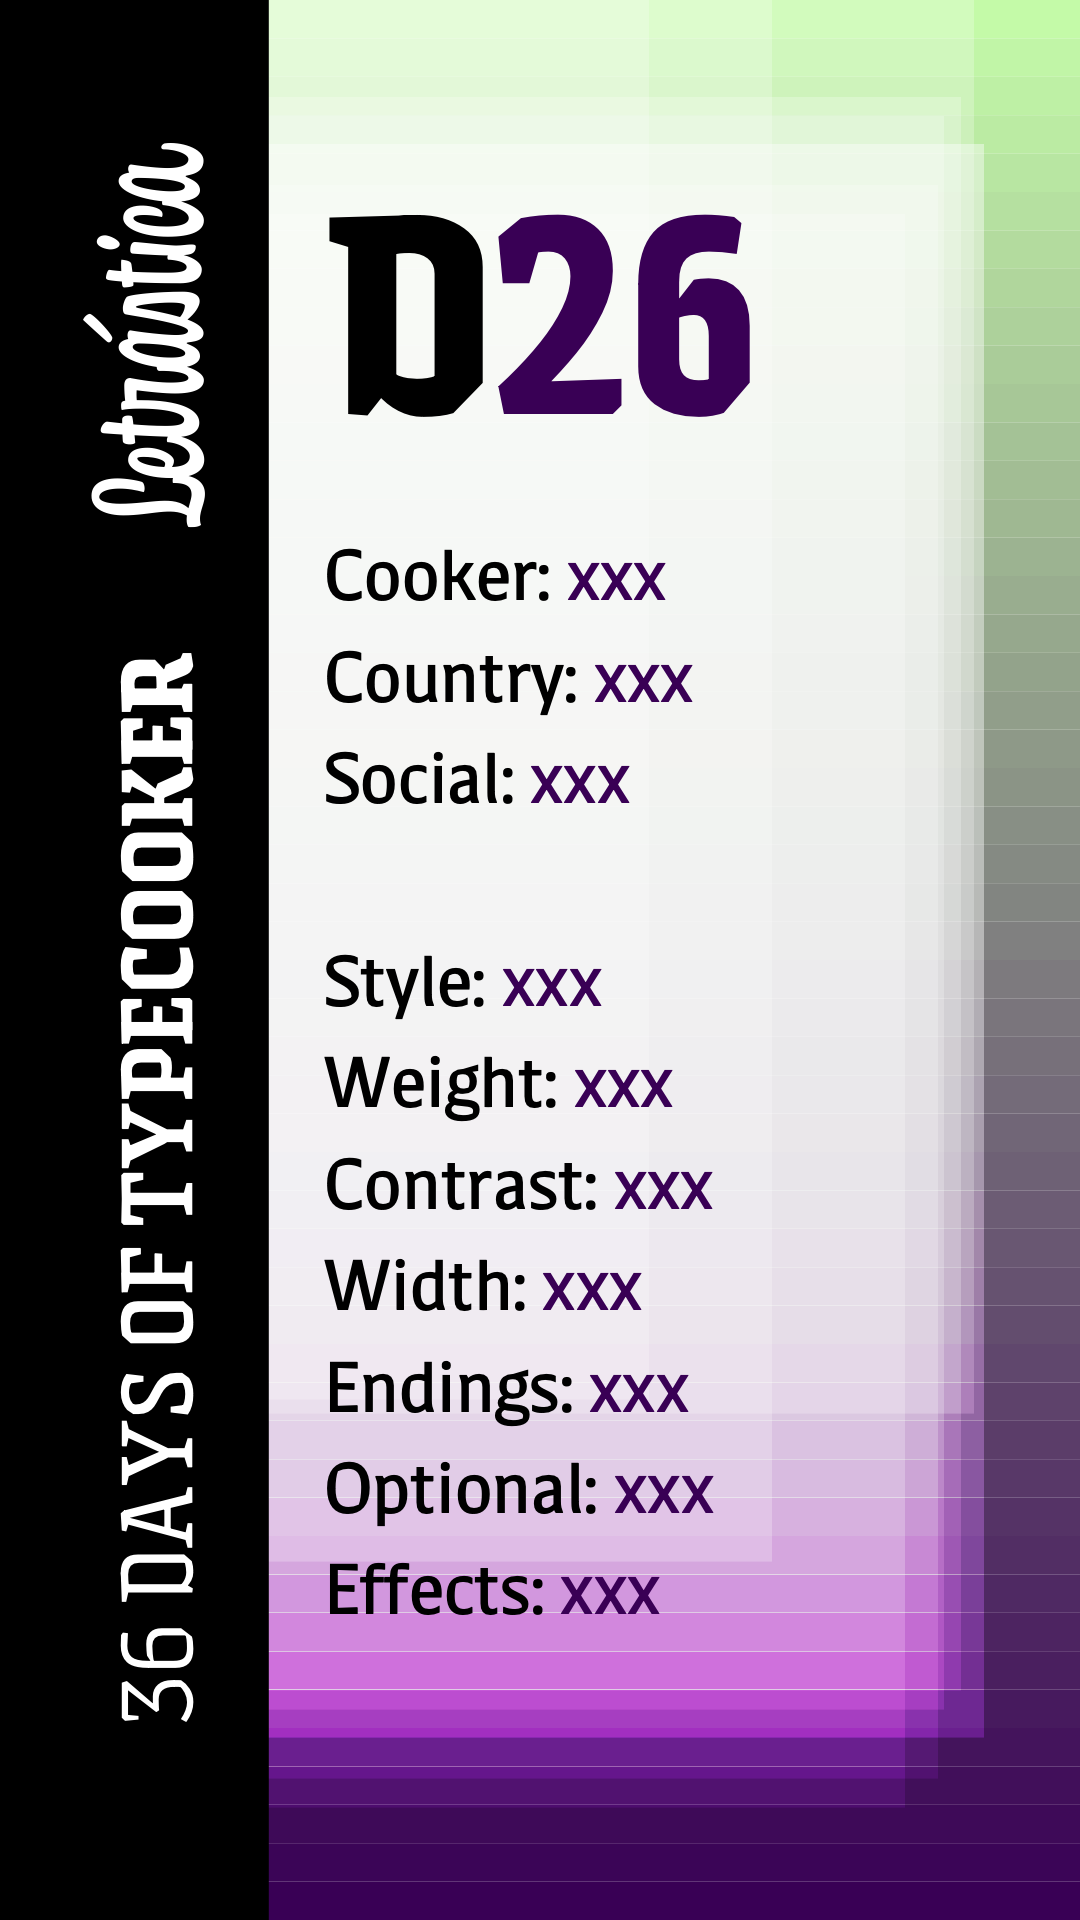 36 DAYS OF TYPECOOKER
Letrástica
D26
Cooker: xxx
Country: xxx
Social: xxx
Style: xxx
Weight: xxx
Contrast: xxx
Width: xxx
Endings: xxx
Optional: xxx
Effects: xxx